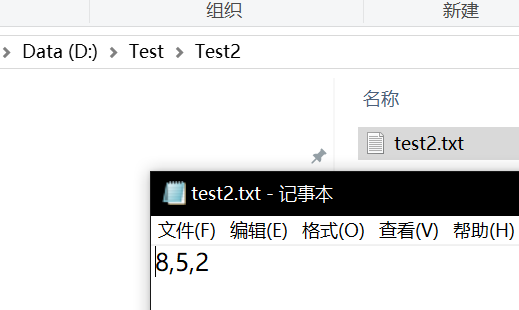 组织 新建
Data (D:) Test Test2
名称
test2.txt
test2.txt - 记事本
文件(F) 编辑(E) 格式(O) 查看(V) 帮助(H)
8,5,2